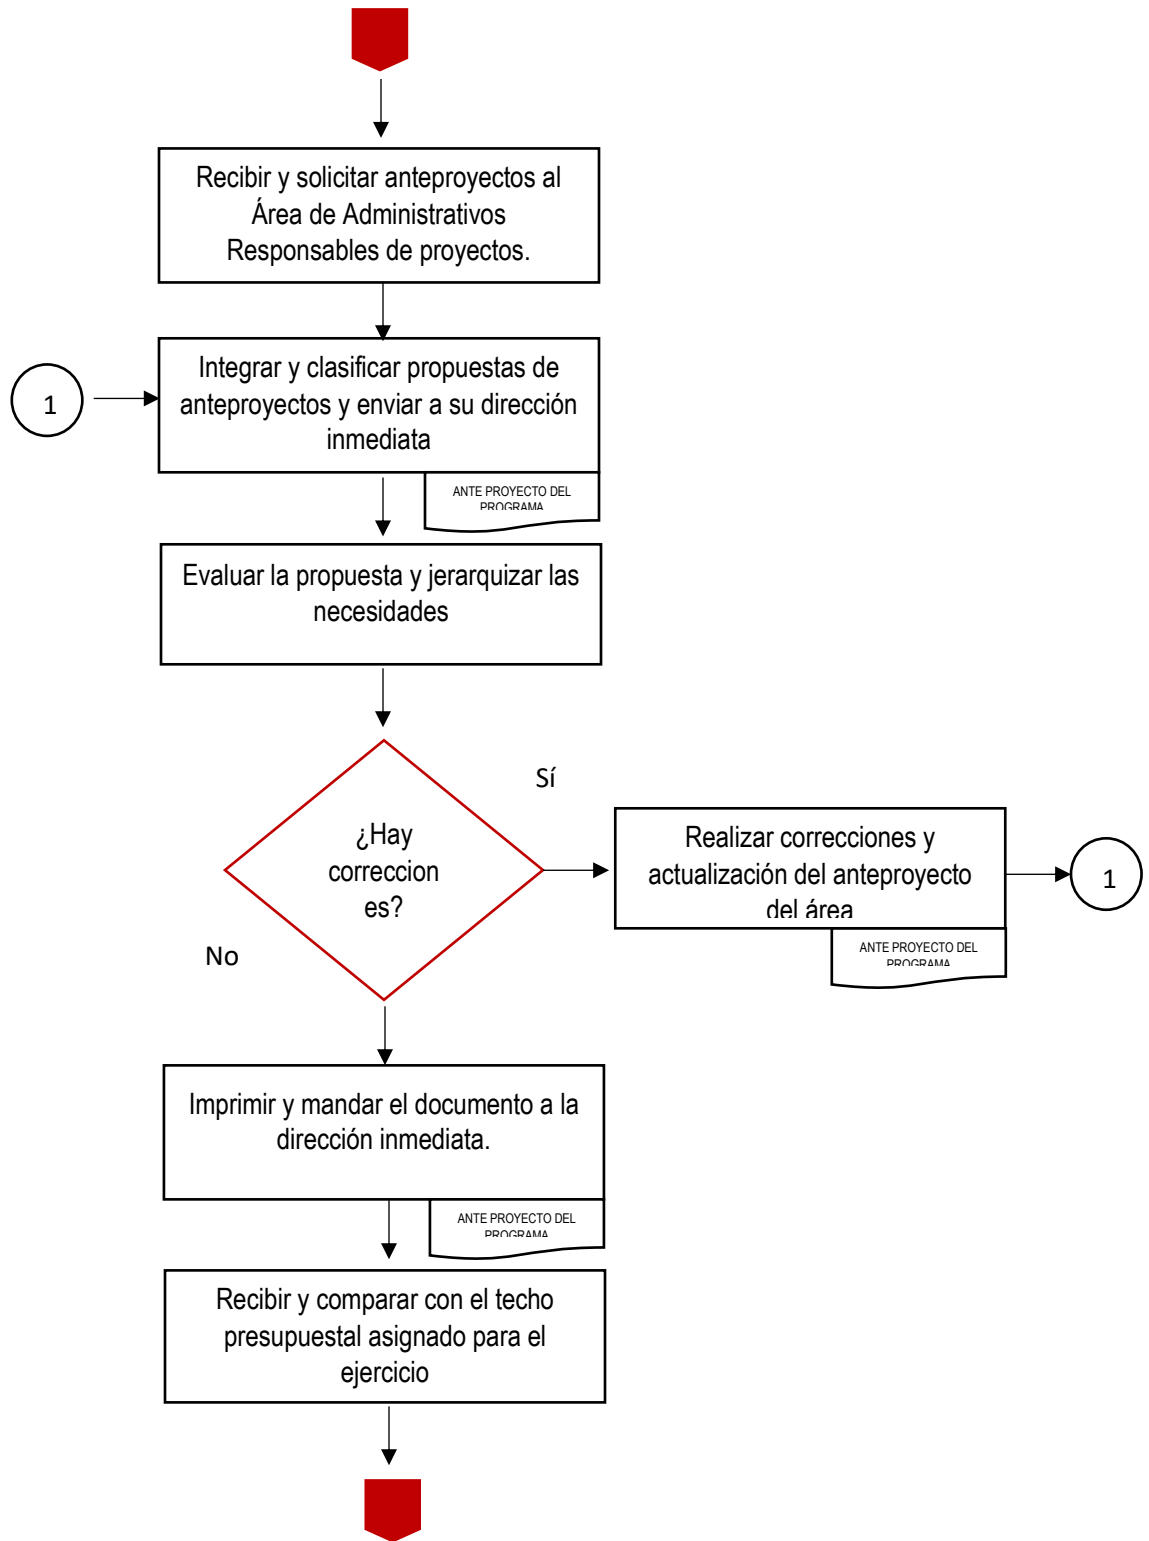 Recibir y solicitar anteproyectos al
Área de Administrativos
Responsables de proyectos.
1
Integrar y clasificar propuestas de
anteproyectos y enviar a su dirección
inmediata
ANTE PROYECTO DEL
PROGRAMA
Evaluar la propuesta y jerarquizar las
necesidades
¿Hay
correccion
es?
Sí
Realizar correcciones y
actualización del anteproyecto
del área
1
ANTE PROYECTO DEL
PROGRAMA
No
Imprimir y mandar el documento a la
dirección inmediata.
ANTE PROYECTO DEL
PROGRAMA
Recibir y comparar con el techo
presupuestal asignado para el
ejercicio